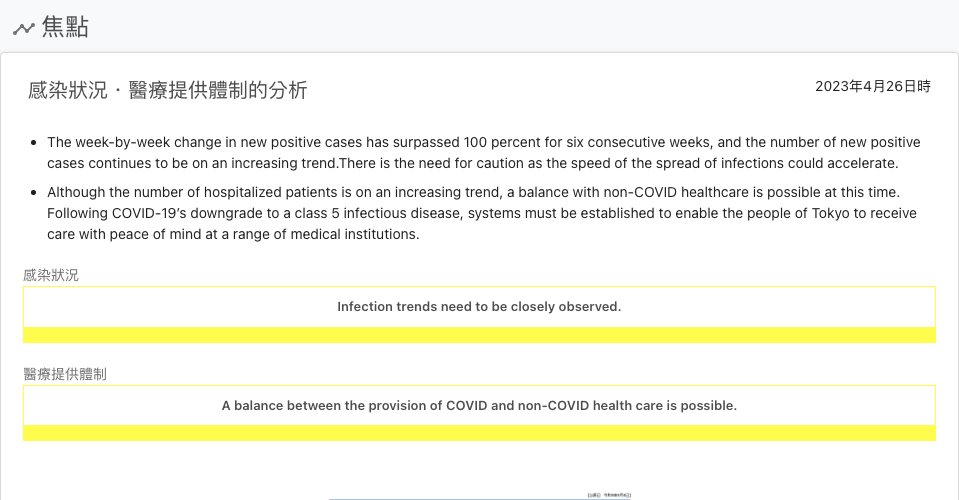 焦點
感染狀況・醫療提供體制的分析
2023年4月26日時
The week-by-week change in new positive cases has surpassed 100 percent for six consecutive weeks, and the number of new positive
cases continues to be on an increasing trend.There is the need for caution as the speed of the spread of infections could accelerate.
Although the number of hospitalized patients is on an increasing trend, a balance with non-COVID healthcare is possible at this time.
Following COVID-19’s downgrade to a class 5 infectious disease, systems must be established to enable the people of Tokyo to receive
care with peace of mind at a range of medical institutions.
感染狀況
Infection trends need to be closely observed.
醫療提供體制
A balance between the provision of COVID and non-COVID health care is possible.